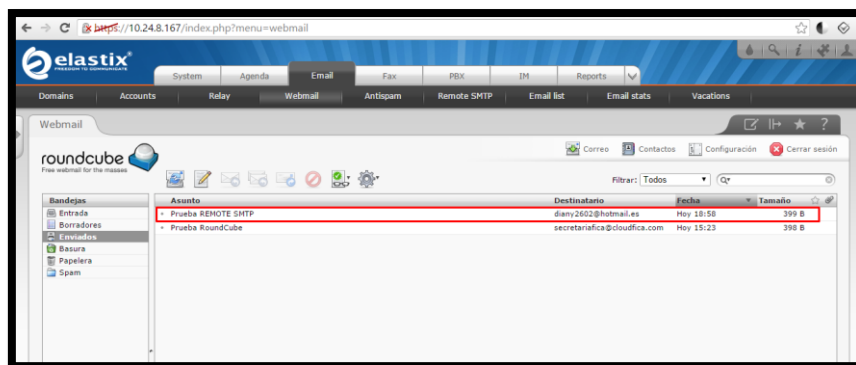 https://10.24.8.167/index.php?menu=webmail
elastix®
FREEDOM TO COMMUNICATE
System Agenda Email Fax PBX IM Reports
Domains Accounts Relay Webmail Antispam Remote SMTP Email list Email stats Vacations
Webmail
Correo Contactos Configuración Cerrar sesión
roundcube
Free webmail for the masses
Filtrar: Todos
Bandejas Asunto Destinatario Fecha Tamaño
Entrada Prueba REMOTE SMTP diany2602@hotmail.es Hoy 18:58 399 B
Borradores Prueba RoundCube secretariafica@cloudfica.com Hoy 15:23 398 B
Enviados
Basura
Papelera
Spam